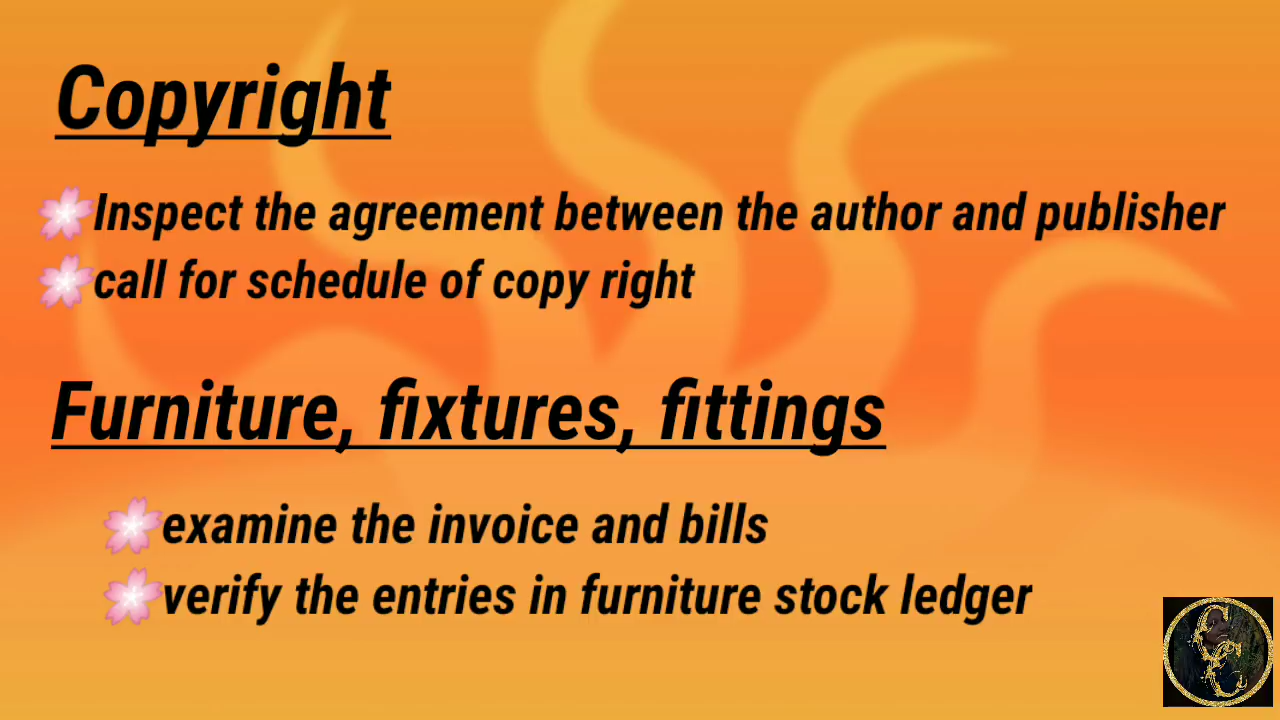 Copyright
🌸Inspect the agreement between the author and publisher
🌸call for schedule of copy right
Furniture, fixtures, fittings
🌸examine the invoice and bills
🌸verify the entries in furniture stock ledger